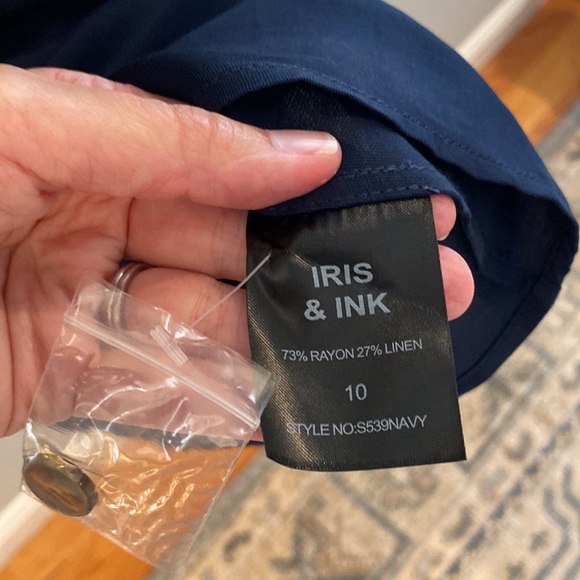 IRIS
& INK
73% RAYON 27% LINEN
10
STYLE NO:S539NAVY